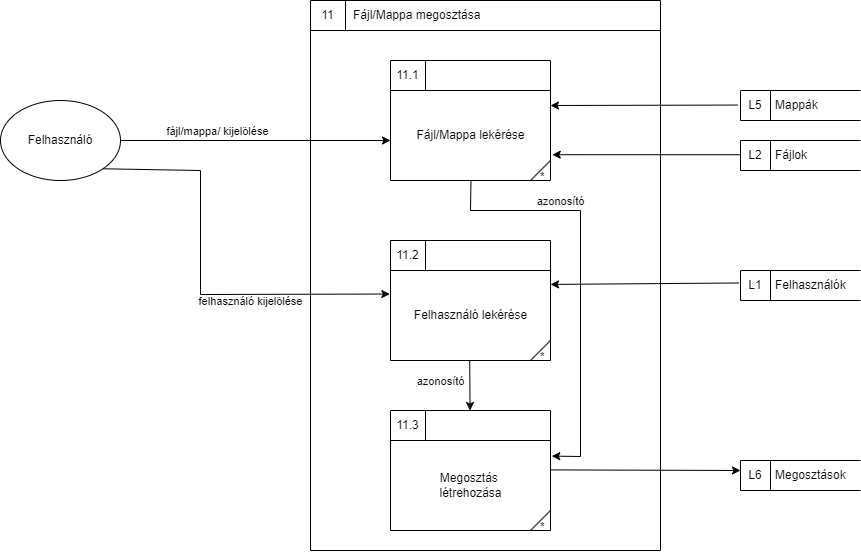 11 Fájl/Mappa megosztása
11.1
Fájl/Mappa lekérése
*
L5 Mappák
L2 Fájlok
Felhasználó
fájl/mappa/ kijelölése
azonosító
11.2
Felhasználó lekérése
*
L1 Felhasználók
felhasználó kijelölése
azonosító
11.3
Megosztás
létrehozása
*
L6 Megosztások